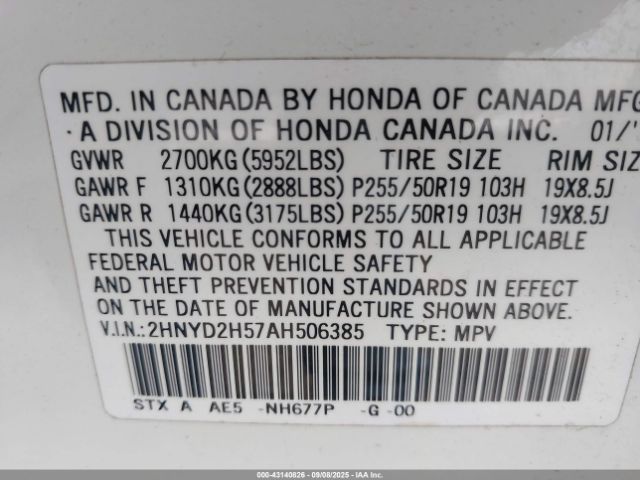 MFD. IN CANADA BY HONDA OF CANADA MFG
· A DIVISION OF HONDA CANADA INC. 01/'
GVWR 2700KG(5952LBS) TIRE SIZE RIM SIZ
GAWR F 1310KG(2888LBS) P255/50R19 103H 19X8.5J
GAWR R 1440KG(3175LBS) P255/50R19 103H 19X8.5J
THIS VEHICLE CONFORMS TO ALL APPLICABLE
FEDERAL MOTOR VEHICLE SAFETY
AND THEFT PREVENTION STANDARDS IN EFFECT
ON THE DATE OF MANUFACTURE SHOWN ABOVE.
V.I.N.:2HNYD2H57AH506385 TYPE: MPV
STX A AE5 -NH677P -G -00
000-43140826 - 09/08/2025 - IAA Inc.